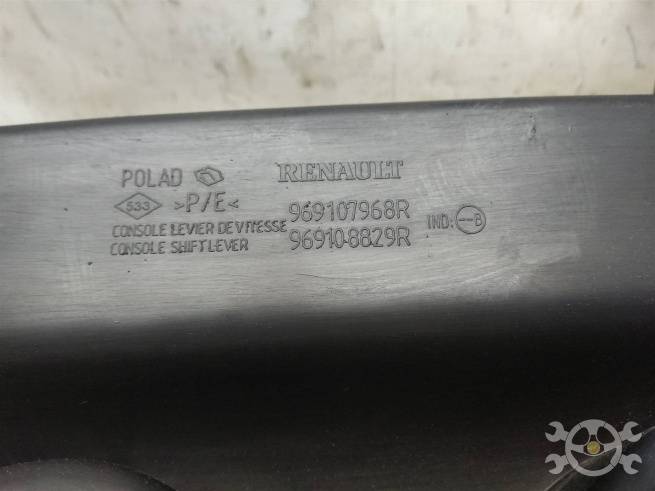 POLAD RENAULT
533 >P/E< 969107968R
CONSOLE LEVIER DE VITESSE 96910-8829R IND: --B
CONSOLE SHIFT LEVER